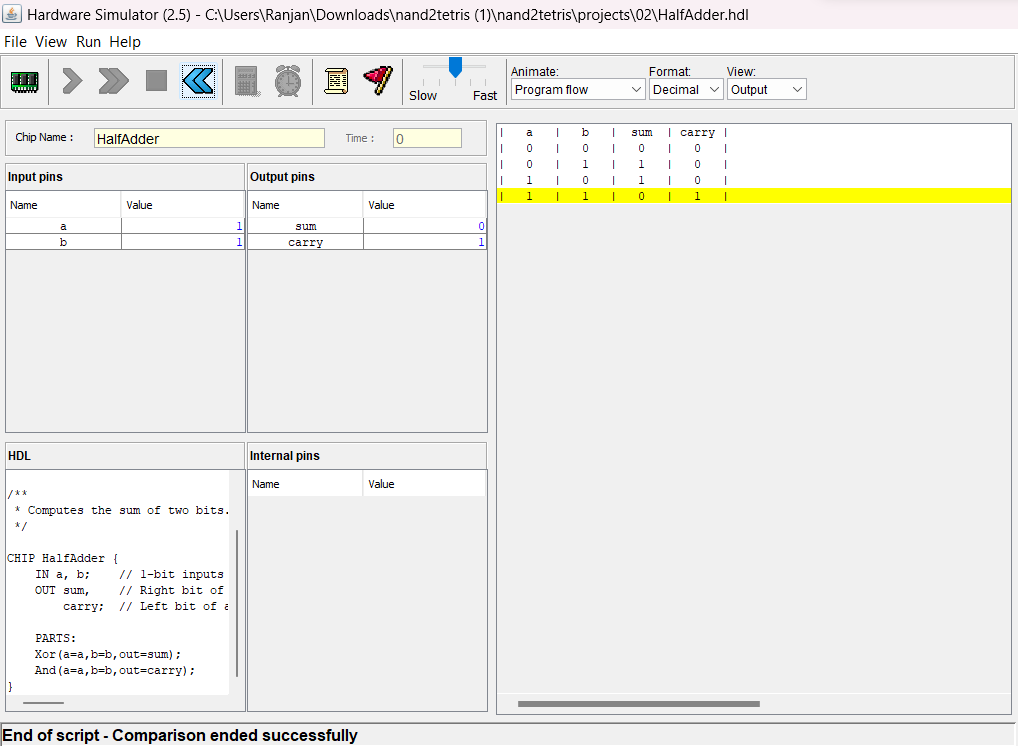 Hardware Simulator (2.5) - C:\Users\Ranjan\Downloads\nand2tetris (1)\nand2tetris\projects\02\HalfAdder.hdl
File View Run Help
Slow Fast
Animate: Format: View:
Program flow Decimal Output
Chip Name : HalfAdder Time : 0
Input pins Output pins
Name Value Name Value
a 1 sum 0
b 1 carry 1
| a | b | sum | carry |
| 0 | 0 | 0 | 0 |
| 0 | 1 | 1 | 0 |
| 1 | 0 | 1 | 0 |
| 1 | 1 | 0 | 1 |
HDL
/**
* Computes the sum of two bits.
*/
CHIP HalfAdder {
IN a, b; // 1-bit inputs
OUT sum, // Right bit of
carry; // Left bit of a
PARTS:
Xor(a=a,b=b,out=sum);
And(a=a,b=b,out=carry);
}
Internal pins
Name Value
End of script - Comparison ended successfully